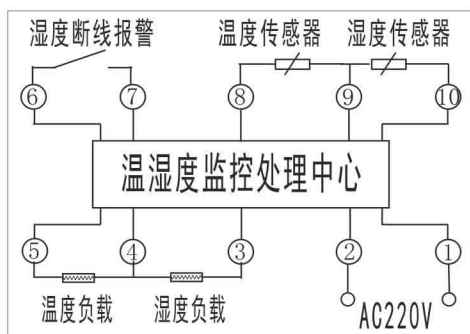 湿度断线报警 温度传感器 湿度传感器
⑥ ⑦ ⑧ ⑨ ⑩
温湿度监控处理中心
⑤ ④ ③ ② ①
温度负载 湿度负载 AC220V